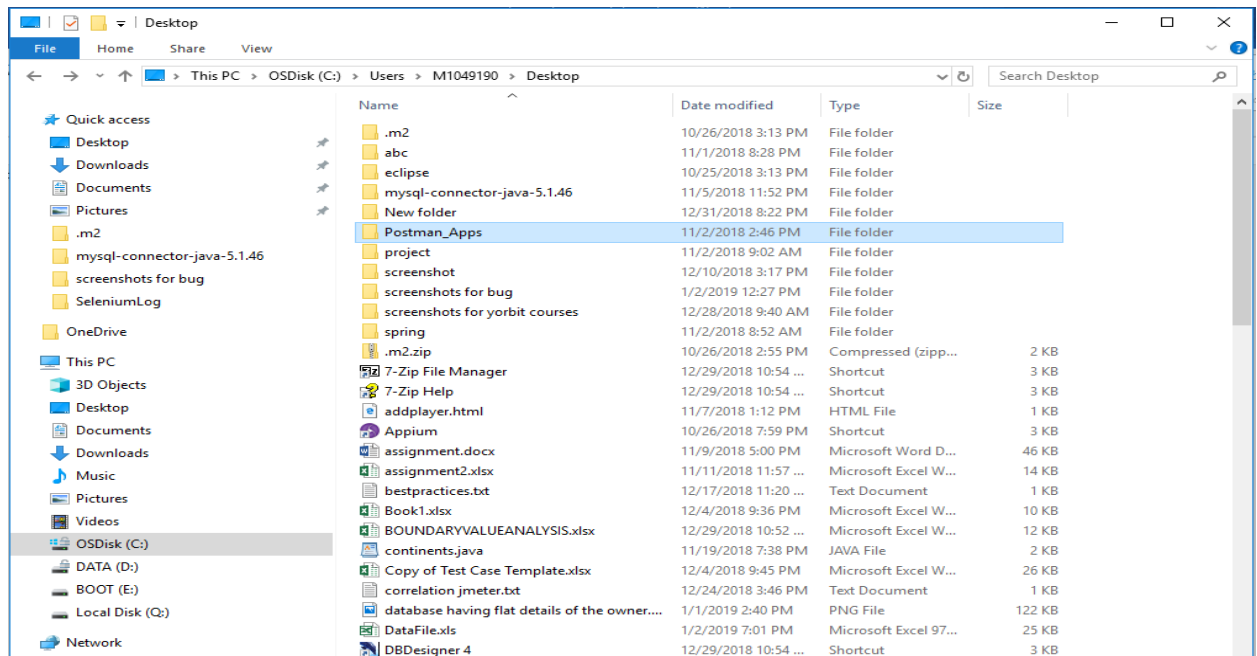 Desktop
File Home Share View
This PC > OSDisk (C:) > Users > M1049190 > Desktop
Search Desktop
Name Date modified Type Size
Quick access
Desktop
Downloads
Documents
Pictures
.m2
mysql-connector-java-5.1.46
screenshots for bug
SeleniumLog
OneDrive
This PC
3D Objects
Desktop
Documents
Downloads
Music
Pictures
Videos
OSDisk (C:)
DATA (D:)
BOOT (E:)
Local Disk (Q:)
Network
.m2 10/26/2018 3:13 PM File folder
abc 11/1/2018 8:28 PM File folder
eclipse 10/25/2018 3:13 PM File folder
mysql-connector-java-5.1.46 11/5/2018 11:52 PM File folder
New folder 12/31/2018 8:22 PM File folder
Postman_Apps 11/2/2018 2:46 PM File folder
project 11/2/2018 9:02 AM File folder
screenshot 12/10/2018 3:17 PM File folder
screenshots for bug 1/2/2019 12:27 PM File folder
screenshots for yorbit courses 12/28/2018 9:40 AM File folder
spring 11/2/2018 8:52 AM File folder
.m2.zip 10/26/2018 2:55 PM Compressed (zipp... 2 KB
7-Zip File Manager 12/29/2018 10:54 ... Shortcut 3 KB
7-Zip Help 12/29/2018 10:54 ... Shortcut 3 KB
addplayer.html 11/7/2018 1:12 PM HTML File 1 KB
Appium 10/26/2018 7:59 PM Shortcut 3 KB
assignment.docx 11/9/2018 5:00 PM Microsoft Word D... 46 KB
assignment2.xlsx 11/11/2018 11:57 ... Microsoft Excel W... 14 KB
bestpractices.txt 12/17/2018 11:20 ... Text Document 1 KB
Book1.xlsx 12/4/2018 9:36 PM Microsoft Excel W... 10 KB
BOUNDARYVALUEANALYSIS.xlsx 12/29/2018 10:52 ... Microsoft Excel W... 12 KB
continents.java 11/19/2018 7:38 PM JAVA File 2 KB
Copy of Test Case Template.xlsx 12/4/2018 9:45 PM Microsoft Excel W... 26 KB
correlation jmeter.txt 12/24/2018 3:46 PM Text Document 1 KB
database having flat details of the owner.... 1/1/2019 2:40 PM PNG File 122 KB
DataFile.xls 1/2/2019 7:01 PM Microsoft Excel 97... 25 KB
DBDesigner 4 12/29/2018 10:54 ... Shortcut 3 KB